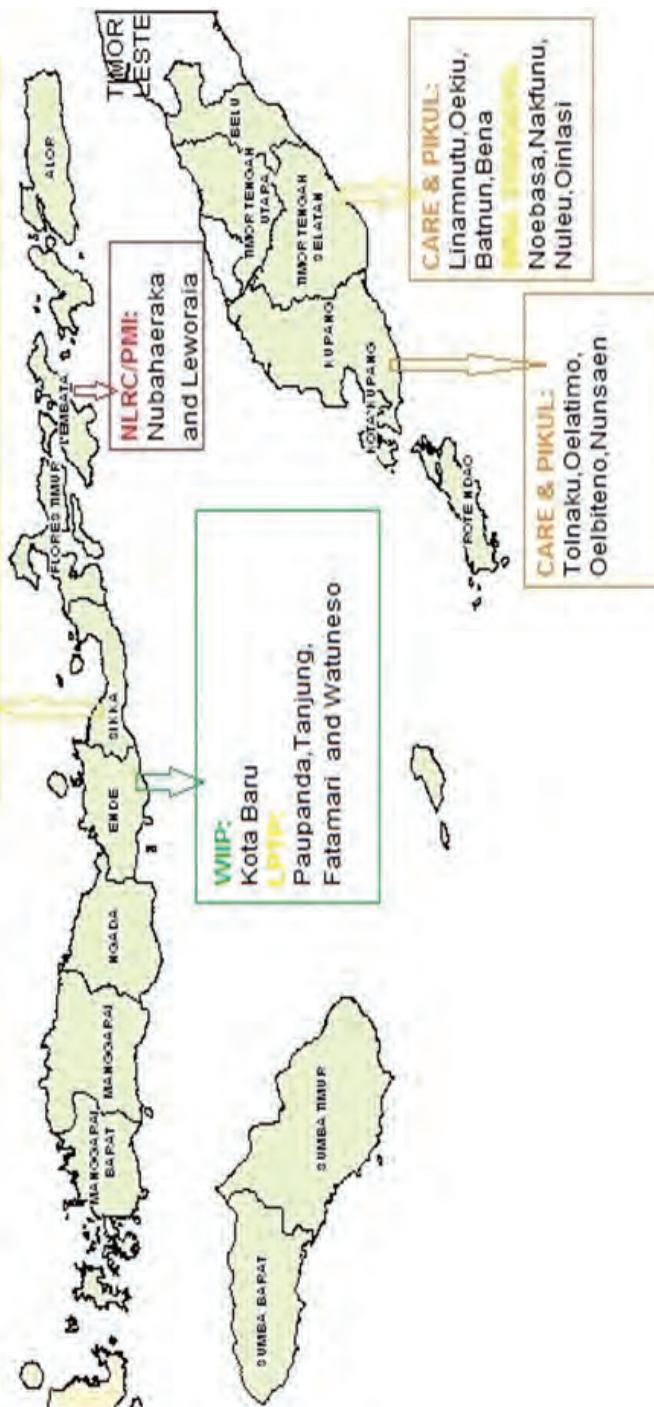 TIMOR
LESTE
ALOR
BELU
TIMOR TENGAH
UTARA
TIMOR TENGAH
SELATAN
KUPANG
KOTA KUPANG
ROTE NDAO
LEMBATA
FLORES TIMUR
SIKKA
ENDE
NGADA
MANGGARAI
MANGGARAI
BARAT
SUMBA TIMUR
SUMBA BARAT
NLRC/PMI:
Nubahaeraka
and Leworaia
WIIP:
Kota Baru
LPTP:
Paupanda,Tanjung,
Fatamari and Watuneso
CARE & PIKUL:
Linamnutu,Oekiu,
Batnun,Bena
Noebasa,Nakfunu,
Nuleu,Oinlasi
CARE & PIKUL:
Tolnaku,Oelatimo,
Oelbiteno,Nunsaen